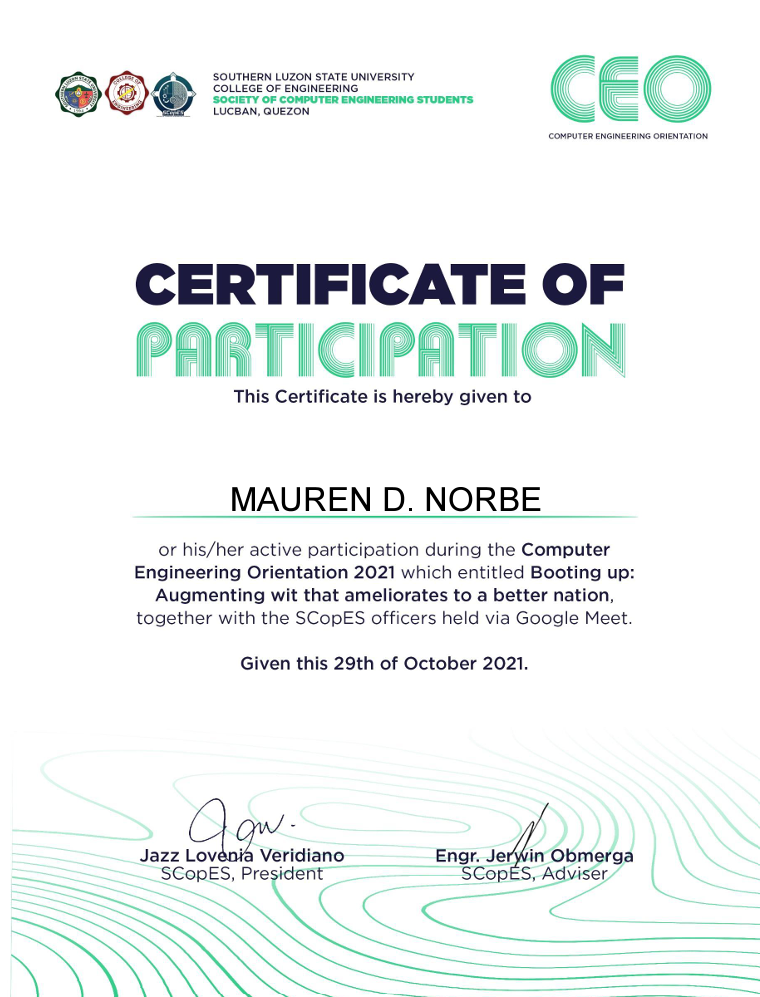 SOUTHERN LUZON STATE UNIVERSITY
COLLEGE OF ENGINEERING
SOCIETY OF COMPUTER ENGINEERING STUDENTS
LUCBAN, QUEZON
CEO
COMPUTER ENGINEERING ORIENTATION
CERTIFICATE OF
PARTICIPATION
This Certificate is hereby given to
MAUREN D. NORBE
or his/her active participation during the Computer
Engineering Orientation 2021 which entitled Booting up:
Augmenting wit that ameliorates to a better nation,
together with the SCopES officers held via Google Meet.
Given this 29th of October 2021.
Jazz Lovenia Veridiano
SCopES, President
Engr. Jerwin Obmerga
SCopES, Adviser